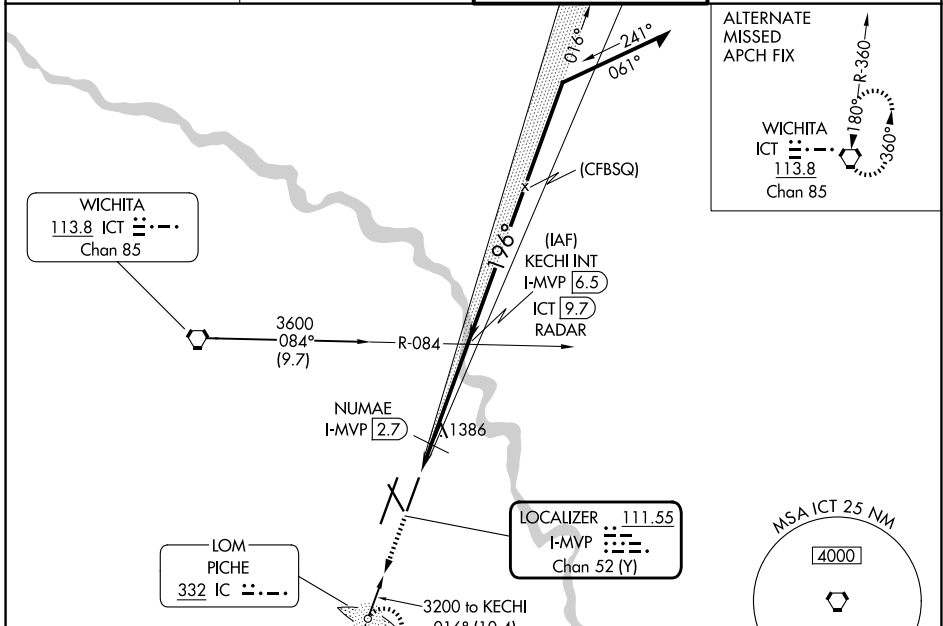 ALTERNATE
MISSED
APCH FIX
R-360
180°
360°
WICHITA
ICT
113.8
Chan 85
016°
241°
061°
(CFBSQ)
196°
WICHITA
113.8 ICT
Chan 85
(IAF)
KECHI INT
I-MVP 6.5
ICT 9.7
RADAR
3600
084°
(9.7)
R-084
NUMAE
I-MVP 2.7
1386
LOCALIZER 111.55
I-MVP
Chan 52 (Y)
LOM
PICHE
332 IC
3200 to KECHI
016° (10.4)
MSA ICT 25 NM
4000